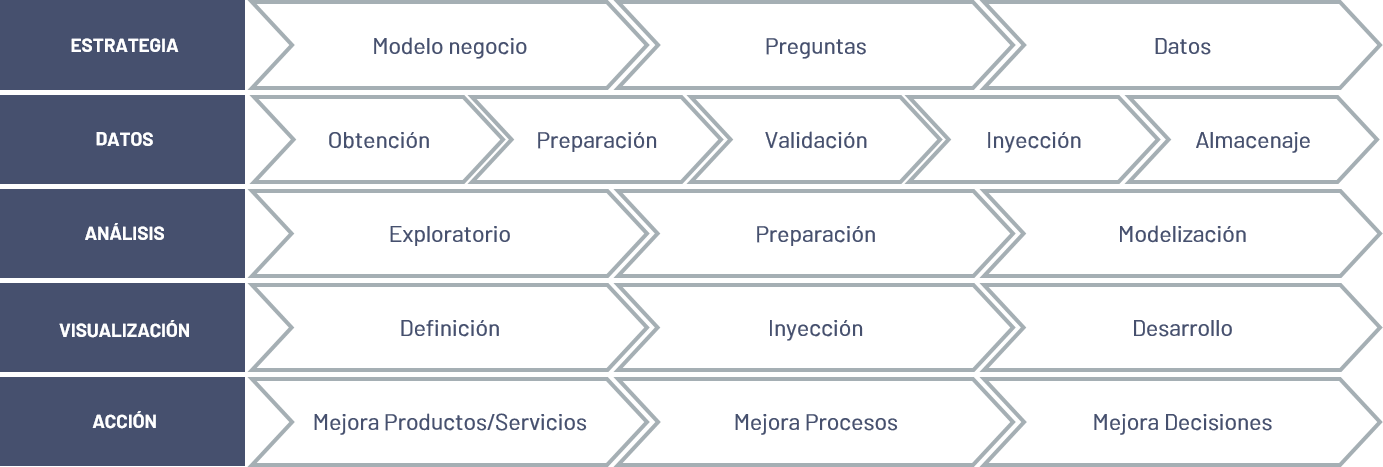 ESTRATEGIA
Modelo negocio
Preguntas
Datos
DATOS
Obtención
Preparación
Validación
Inyección
Almacenaje
ANÁLISIS
Exploratorio
Preparación
Modelización
VISUALIZACIÓN
Definición
Inyección
Desarrollo
ACCIÓN
Mejora Productos/Servicios
Mejora Procesos
Mejora Decisiones